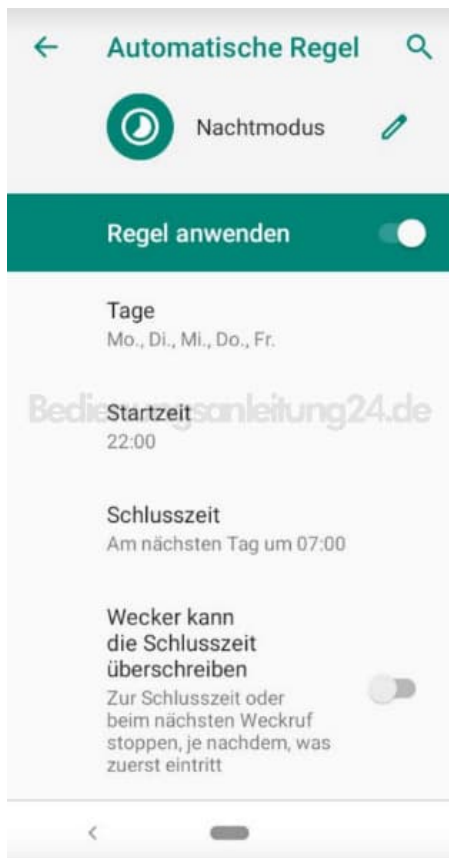 Automatische Regel
Nachtmodus
Regel anwenden
Tage
Mo., Di., Mi., Do., Fr.
Bedienungsanleitung24.de
Startzeit
22:00
Schlusszeit
Am nächsten Tag um 07:00
Wecker kann
die Schlusszeit
überschreiben
Zur Schlusszeit oder
beim nächsten Weckruf
stoppen, je nachdem, was
zuerst eintritt